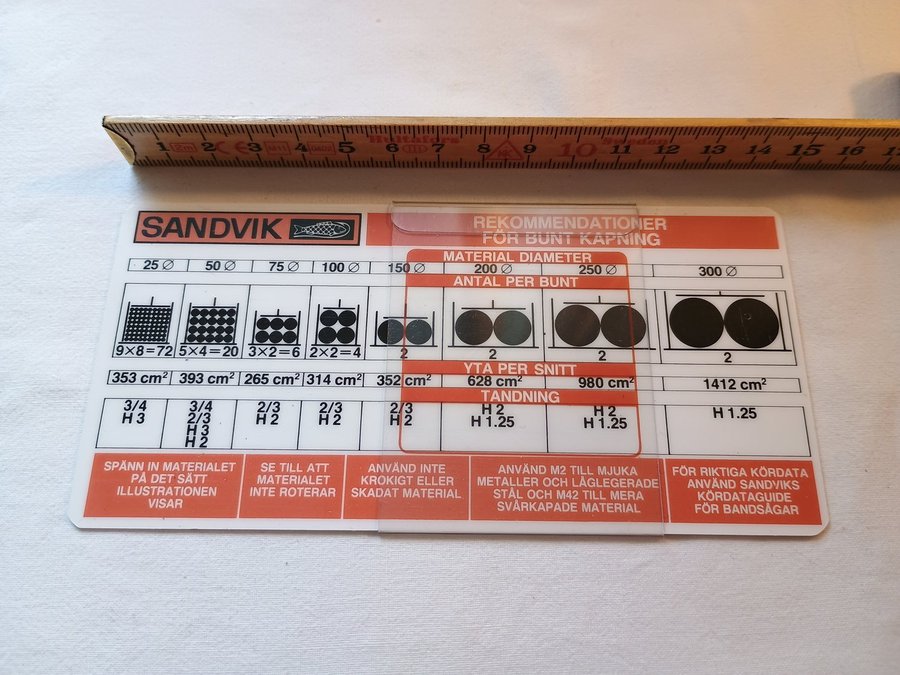 1 2 3 4 5 6 7 8 9 10 11 12 13 14 15 16
2m CE Hultafors Sweden
SANDVIK
REKOMMENDATIONER
FÖR BUNT KAPNING
MATERIAL DIAMETER
25 ∅ 50 ∅ 75 ∅ 100 ∅ 150 ∅ 200 ∅ 250 ∅ 300 ∅
ANTAL PER BUNT
9×8=72 5×4=20 3×2=6 2×2=4 2 2 2 2
YTA PER SNITT
353 cm² 393 cm² 265 cm² 314 cm² 352 cm² 628 cm² 980 cm² 1412 cm²
TANDNING
3/4 3/4 2/3 2/3 2/3 H 2 H 2 H 1.25
H 3 2/3 H 2 H 2 H 2 H 1.25 H 1.25
H 3
H 2
SPÄNN IN MATERIALET
PÅ DET SÄTT
ILLUSTRATIONEN
VISAR
SE TILL ATT
MATERIALET
INTE ROTERAR
ANVÄND INTE
KROKIGT ELLER
SKADAT MATERIAL
ANVÄND M2 TILL MJUKA
METALLER OCH LÅGLEGERADE
STÅL OCH M42 TILL MERA
SVÅRKAPADE MATERIAL
FÖR RIKTIGA KÖRDATA
ANVÄND SANDVIKS
KÖRDATAGUIDE
FÖR BANDSÅGAR